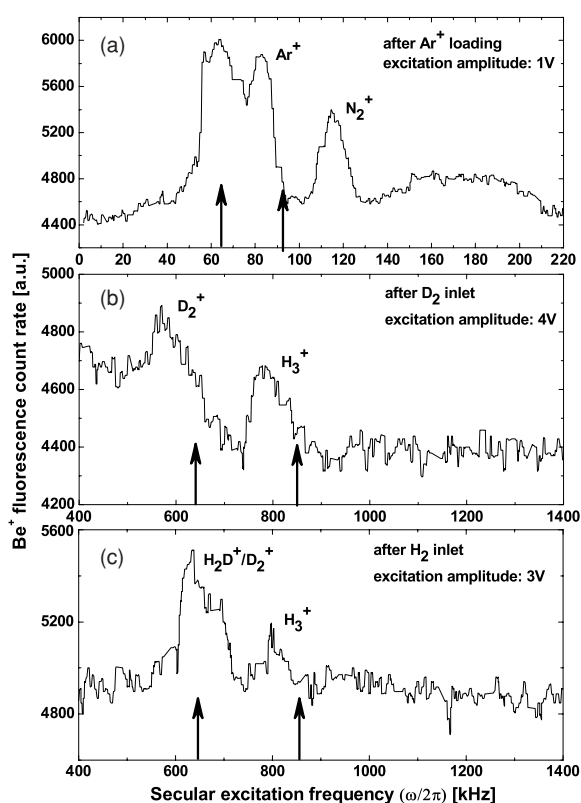 (a)
Ar⁺
N₂⁺
after Ar⁺ loading
excitation amplitude: 1V
6000
5600
5200
4800
4400
0 20 40 60 80 100 120 140 160 180 200 220
Be⁺ fluorescence count rate [a.u.]
(b)
D₂⁺
H₃⁺
after D₂ inlet
excitation amplitude: 4V
5000
4800
4600
4400
4200
400 600 800 1000 1200 1400
(c)
H₂D⁺/D₂⁺
H₃⁺
after H₂ inlet
excitation amplitude: 3V
5600
5200
4800
400 600 800 1000 1200 1400
Secular excitation frequency (ω/2π) [kHz]